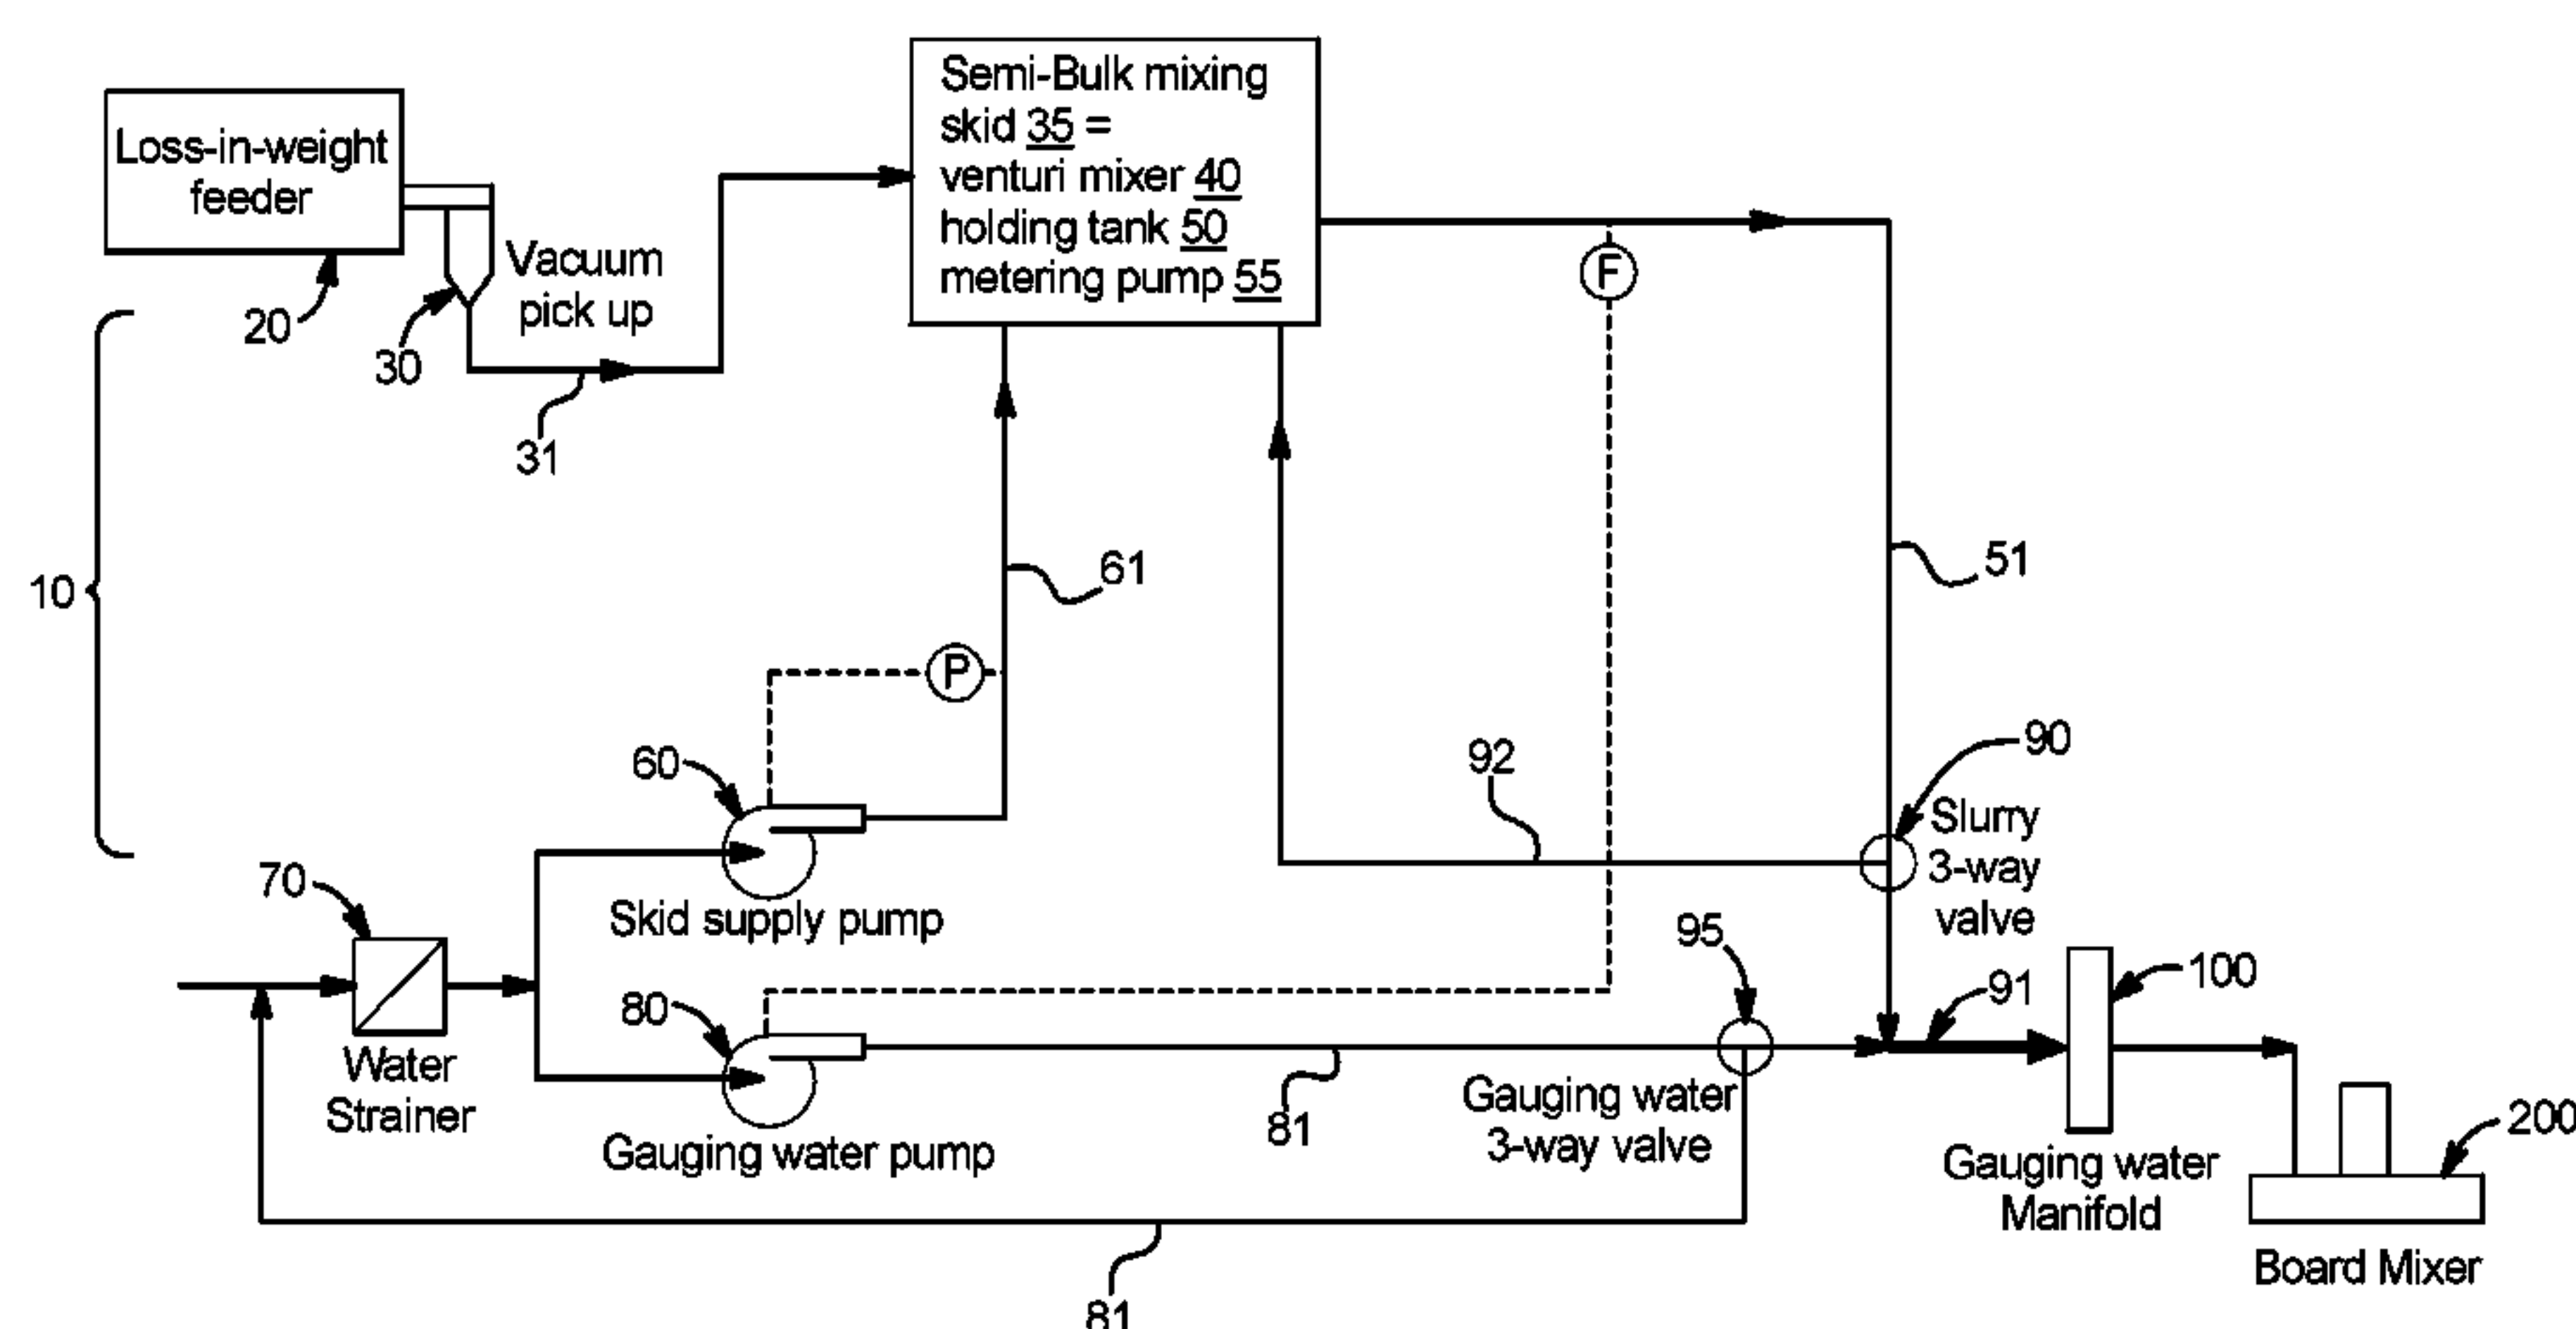 Loss-in-weight
feeder
20
30
Vacuum
pick up
31
10
Semi-Bulk mixing
skid 35 =
venturi mixer 40
holding tank 50
metering pump 55
F
51
61
P
60
Skid supply pump
92
90
Slurry
3-way
valve
70
Water
Strainer
80
Gauging water pump
95
Gauging water
3-way valve
81
91
100
Gauging water
Manifold
200
Board Mixer
81